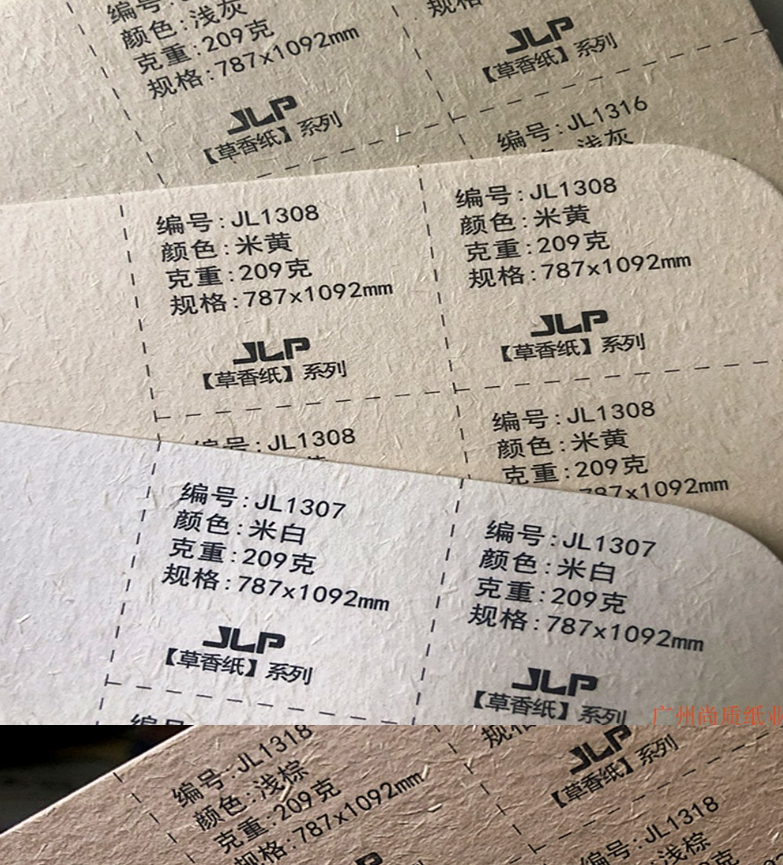 颜色:浅灰
克重:209克
规格:787x1092mm
JLP
【草香纸】系列
JLP
【草香纸】系列
编号:JL1316
颜色:浅灰
编号:JL1308
颜色:米黄
克重:209克
规格:787x1092mm
JLP
【草香纸】系列
编号:JL1308
颜色:米黄
克重:209克
规格:787x1092mm
JLP
【草香纸】系列
编号:JL1308
编号:JL1308
颜色:米黄
克重:209克
787x1092mm
编号:JL1307
颜色:米白
克重:209克
规格:787x1092mm
JLP
【草香纸】系列
编号:JL1307
颜色:米白
克重:209克
规格:787x1092mm
JLP
【草香纸】系列
广州尚质纸业
编号:JL1318
颜色:浅棕
克重:209克
规格:787x1092mm
JLP
【草香纸】系列
编号:JL1318
浅棕